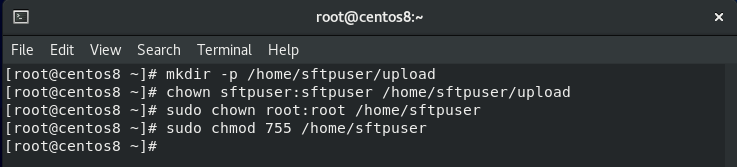 root@centos8:~
File Edit View Search Terminal Help
[root@centos8 ~]# mkdir -p /home/sftpuser/upload
[root@centos8 ~]# chown sftpuser:sftpuser /home/sftpuser/upload
[root@centos8 ~]# sudo chown root:root /home/sftpuser
[root@centos8 ~]# sudo chmod 755 /home/sftpuser
[root@centos8 ~]#